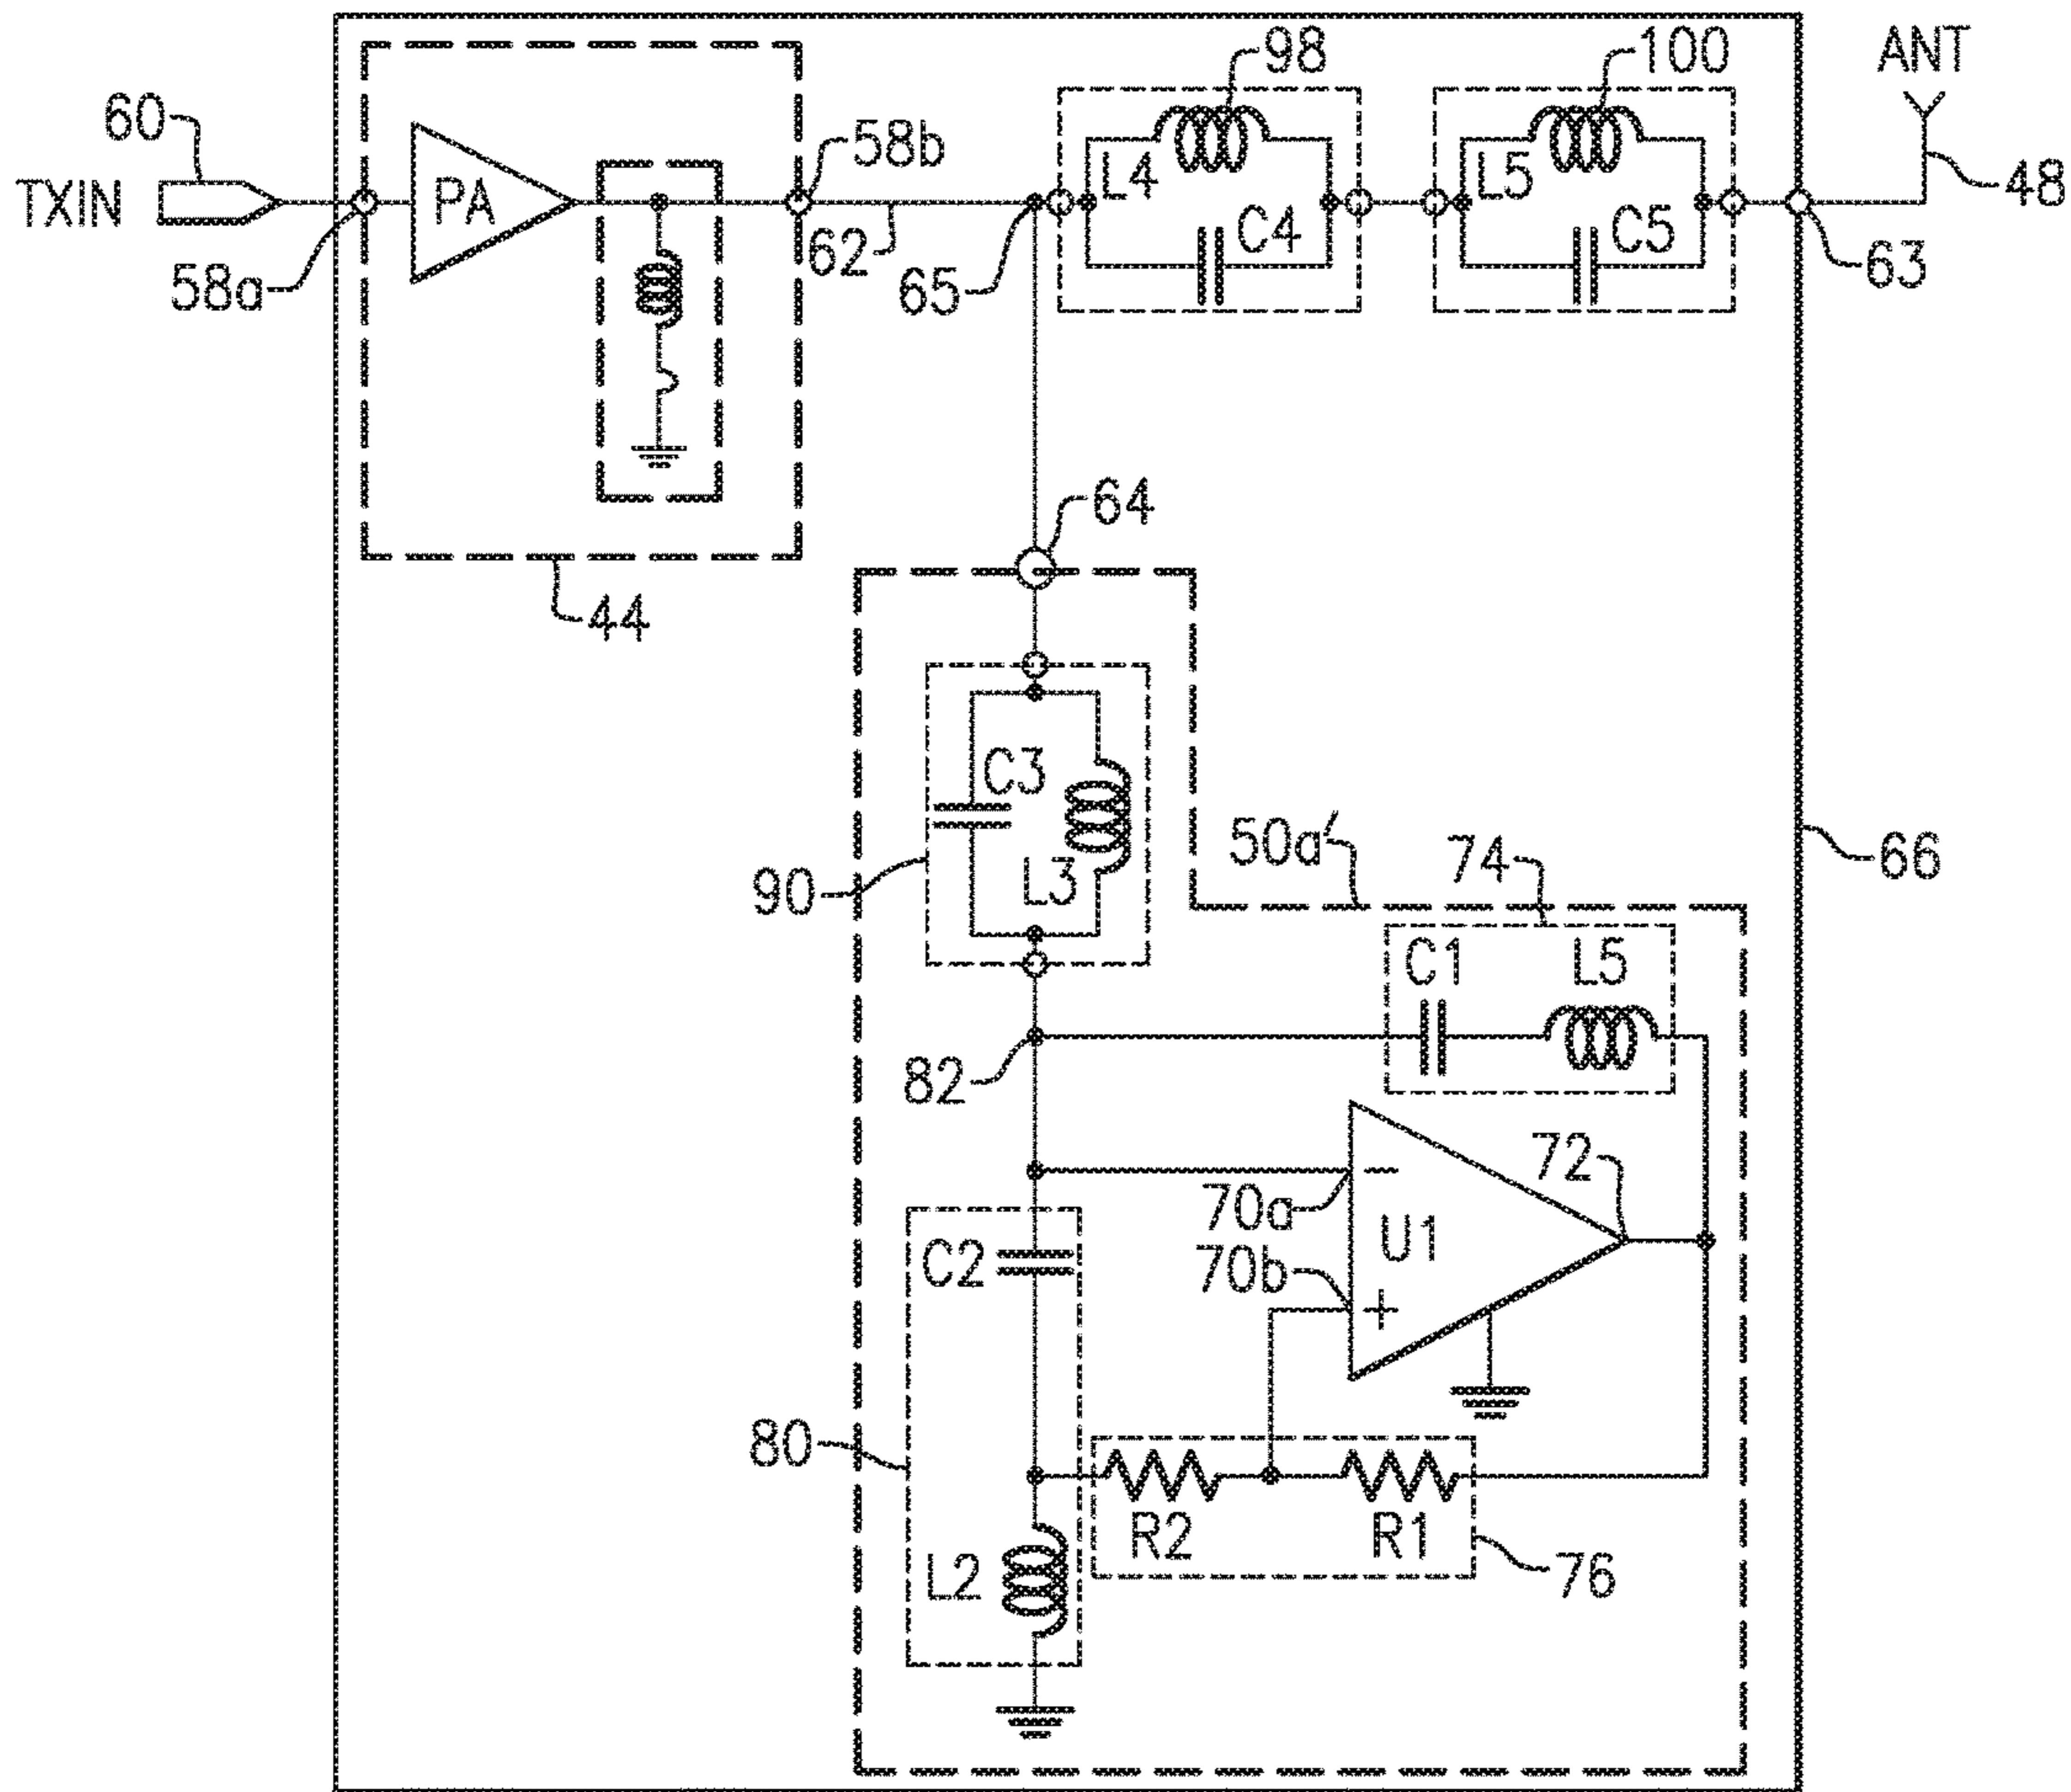 98
100
ANT
60
58b
TXIN
PA
L4
L5
48
C4
C5
58a
62
65
63
64
44
C3
50a'
74
66
90
L3
C1
L5
82
72
70a
U1
C2
70b
−
+
80
R2
R1
L2
76